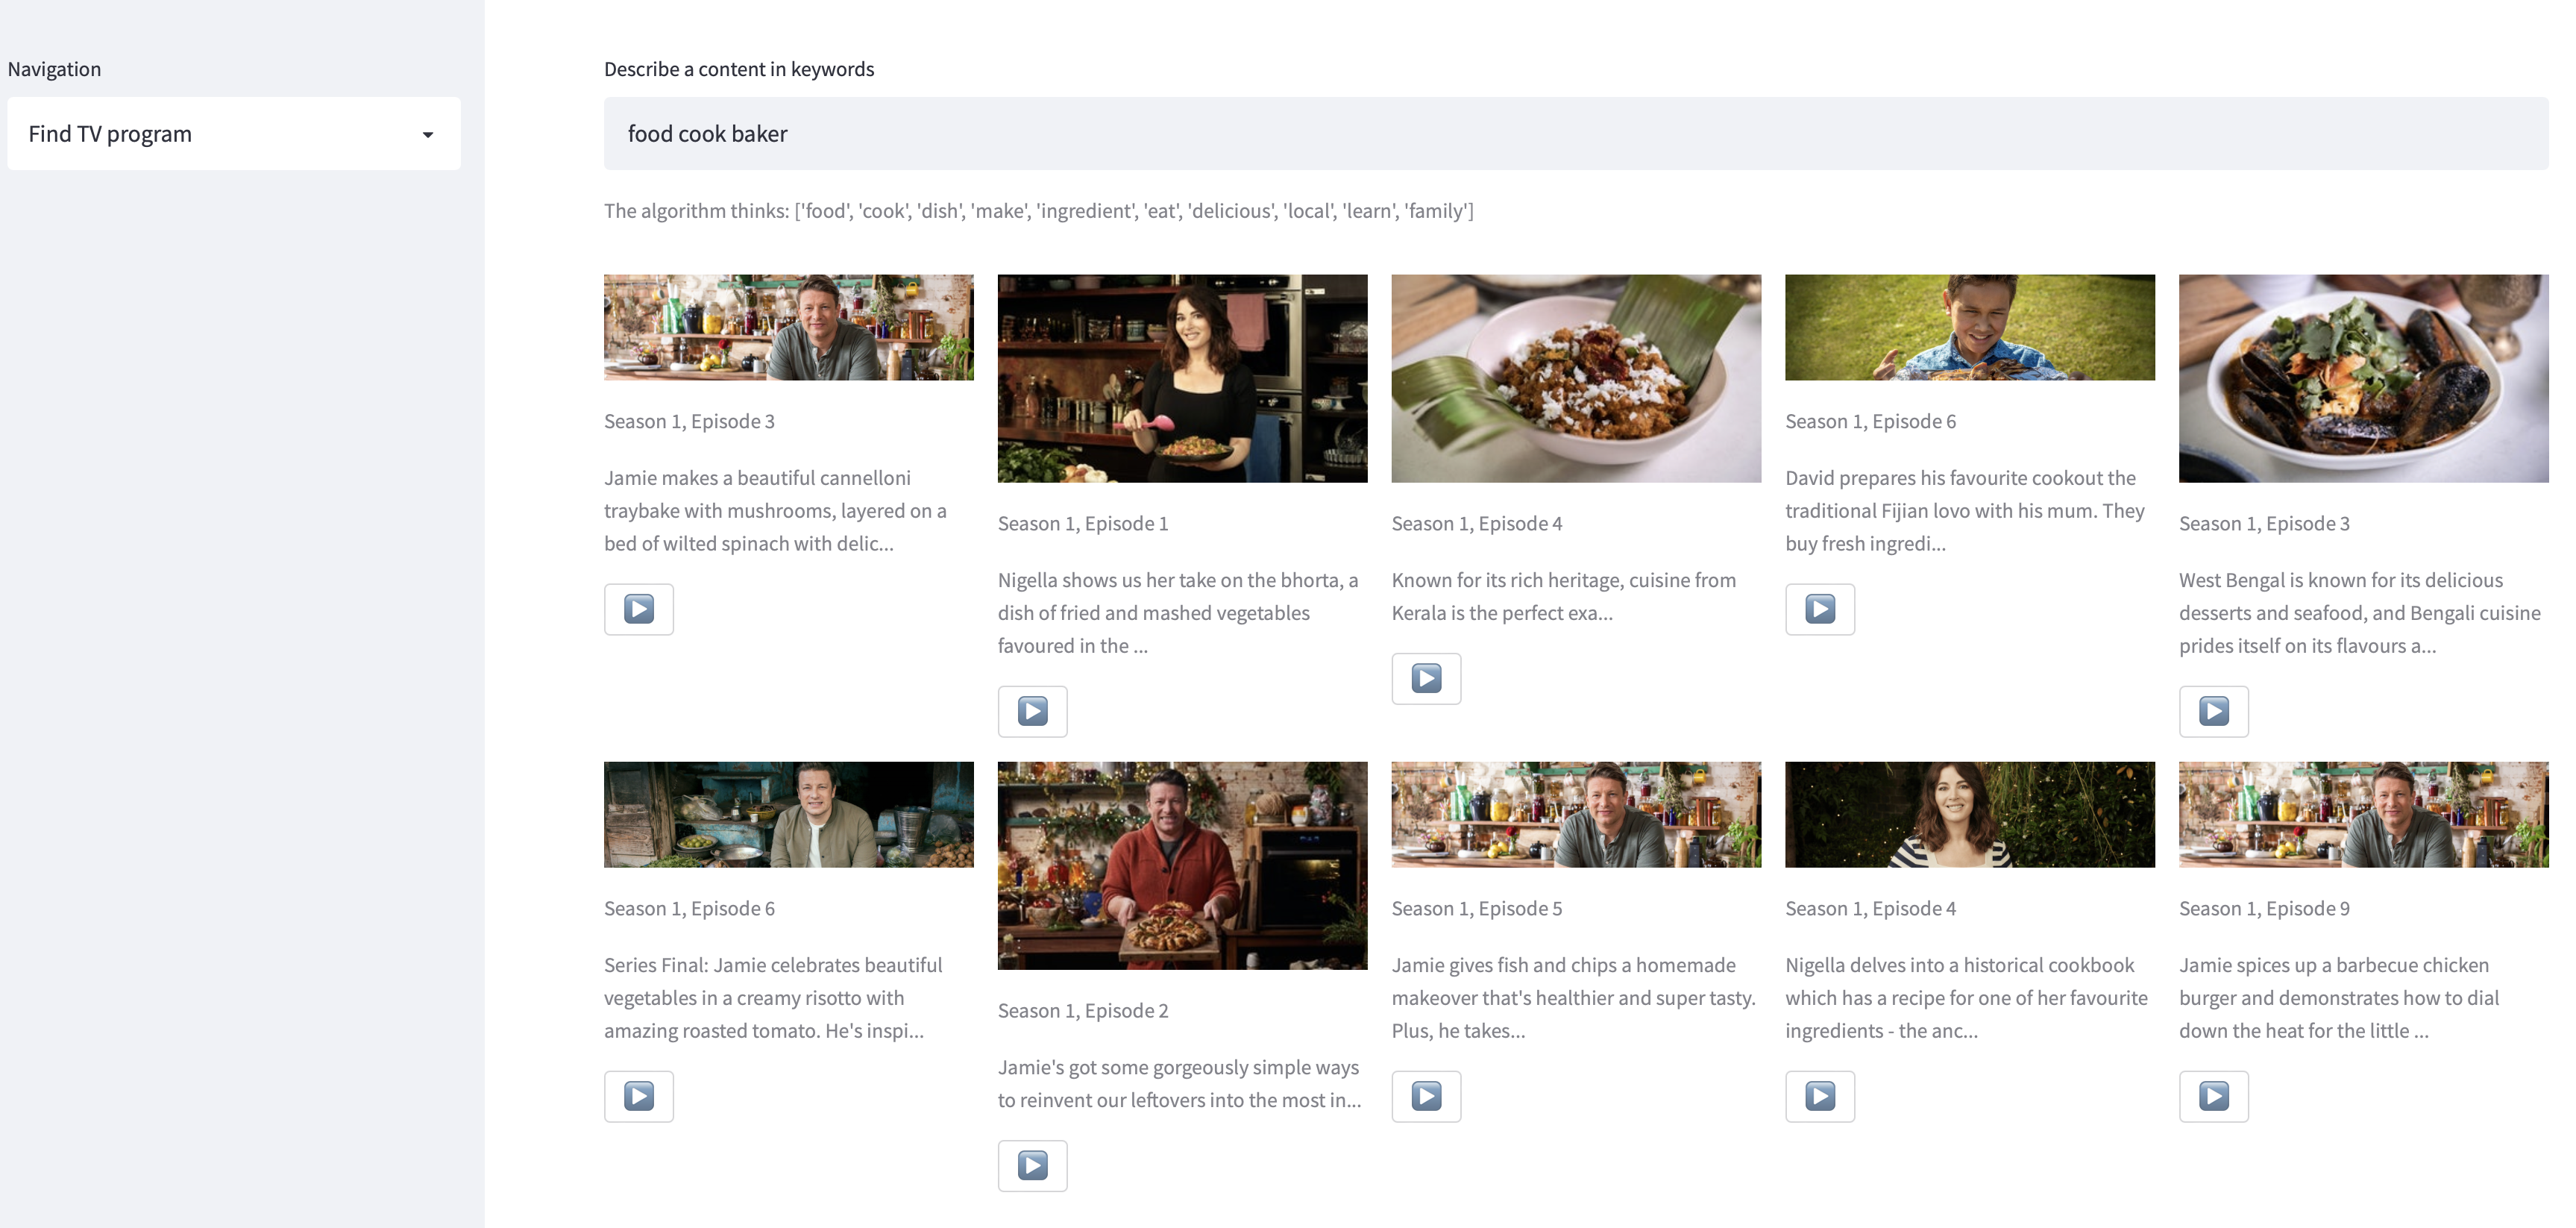 Navigation
Find TV program
Describe a content in keywords
food cook baker
The algorithm thinks: ['food', 'cook', 'dish', 'make', 'ingredient', 'eat', 'delicious', 'local', 'learn', 'family']
Season 1, Episode 3
Jamie makes a beautiful cannelloni
traybake with mushrooms, layered on a
bed of wilted spinach with delic...
Season 1, Episode 1
Nigella shows us her take on the bhorta, a
dish of fried and mashed vegetables
favoured in the ...
Season 1, Episode 4
Known for its rich heritage, cuisine from
Kerala is the perfect exa...
Season 1, Episode 6
David prepares his favourite cookout the
traditional Fijian lovo with his mum. They
buy fresh ingredi...
Season 1, Episode 3
West Bengal is known for its delicious
desserts and seafood, and Bengali cuisine
prides itself on its flavours a...
Season 1, Episode 6
Series Final: Jamie celebrates beautiful
vegetables in a creamy risotto with
amazing roasted tomato. He's inspi...
Season 1, Episode 2
Jamie's got some gorgeously simple ways
to reinvent our leftovers into the most in...
Season 1, Episode 5
Jamie gives fish and chips a homemade
makeover that's healthier and super tasty.
Plus, he takes...
Season 1, Episode 4
Nigella delves into a historical cookbook
which has a recipe for one of her favourite
ingredients - the anc...
Season 1, Episode 9
Jamie spices up a barbecue chicken
burger and demonstrates how to dial
down the heat for the little ...